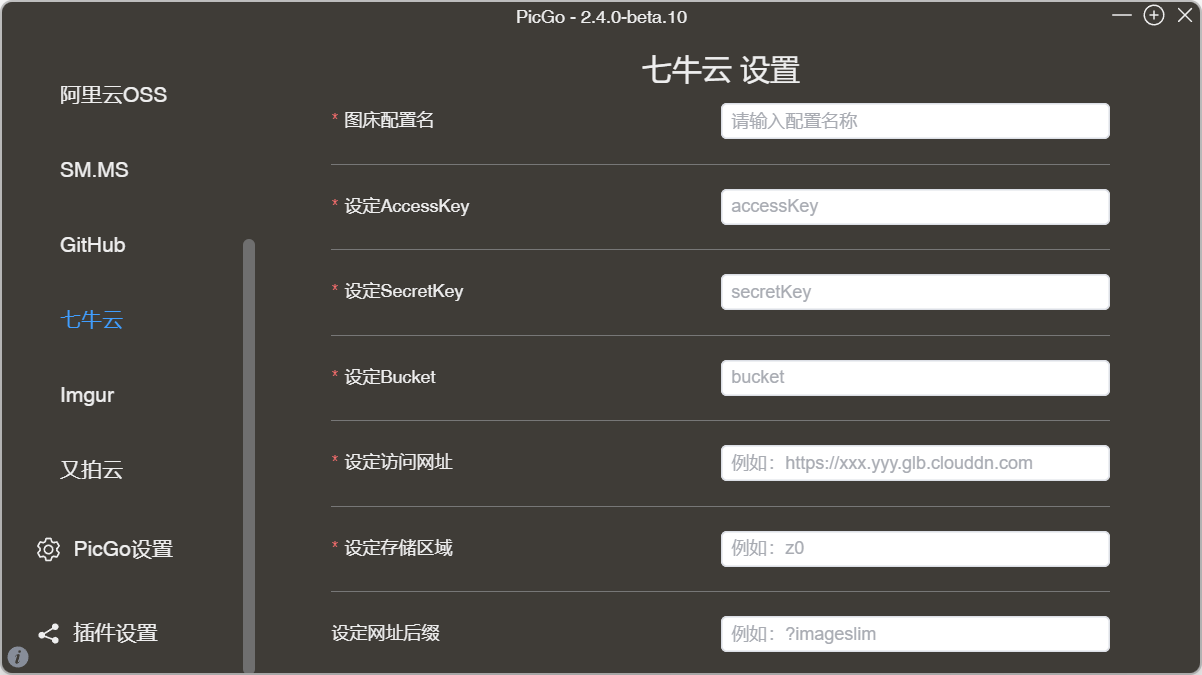 PicGo - 2.4.0-beta.10
阿里云OSS
SM.MS
GitHub
七牛云
Imgur
又拍云
PicGo设置
插件设置
i
七牛云 设置
* 图床配置名
请输入配置名称
* 设定AccessKey
accessKey
* 设定SecretKey
secretKey
* 设定Bucket
bucket
* 设定访问网址
例如：https://xxx.yyy.glb.clouddn.com
* 设定存储区域
例如：z0
设定网址后缀
例如：?imageslim